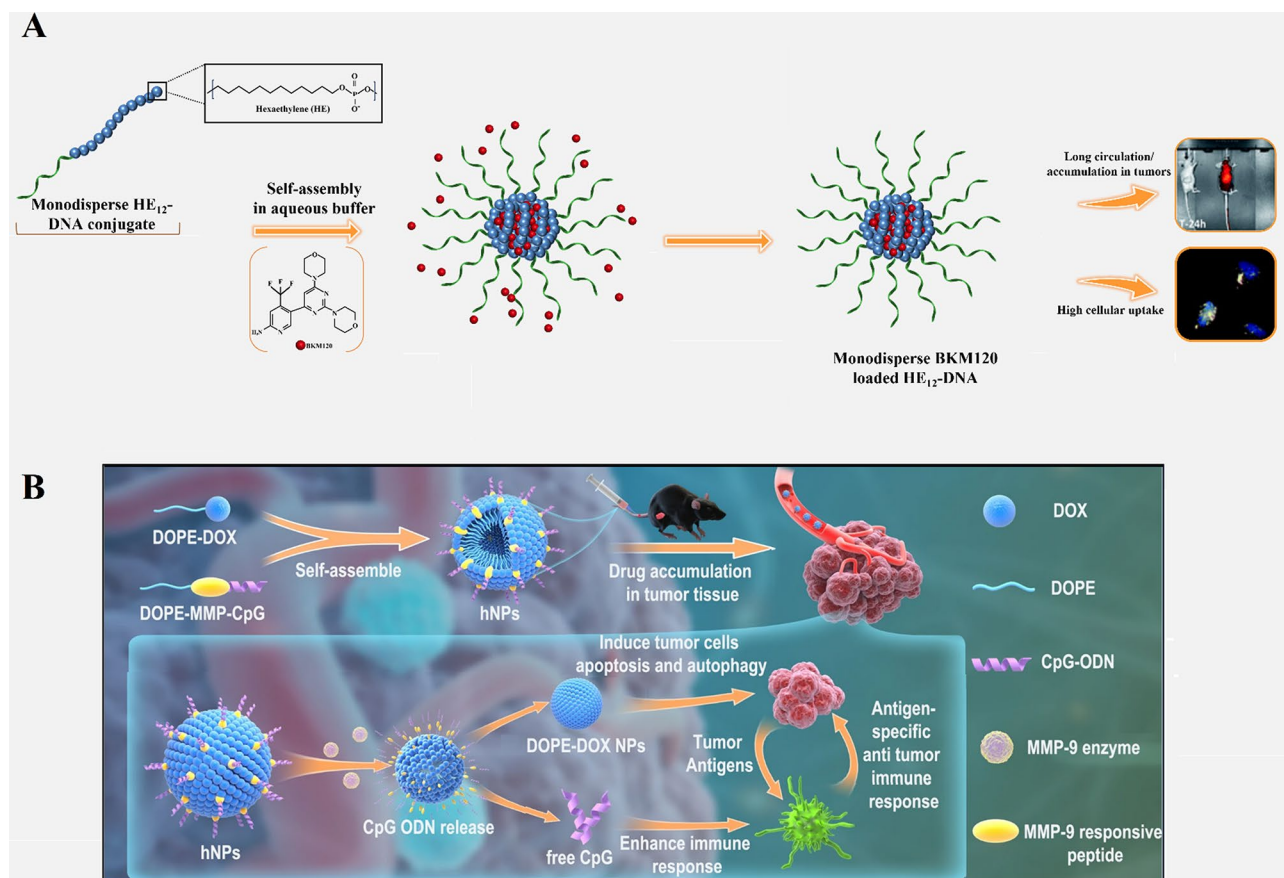 A
O
O
P
O
O⁻
Hexaethylene (HE)
Monodisperse HE₁₂-
DNA conjugate
Self-assembly
in aqueous buffer
O
F
F
F
N
N
N
N
O
H₂N
N
BKM120
Monodisperse BKM120
loaded HE₁₂-DNA
Long circulation/
accumulation in tumors
T-24h
High cellular uptake
B
DOPE-DOX
DOPE-MMP-CpG
Self-assemble
hNPs
Drug accumulation
in tumor tissue
DOX
DOPE
CpG-ODN
MMP-9 enzyme
MMP-9 responsive
peptide
hNPs
CpG ODN release
DOPE-DOX NPs
free CpG
Induce tumor cells
apoptosis and autophagy
Enhance immune
response
Tumor
Antigens
Antigen-
specific
anti tumor
immune
response